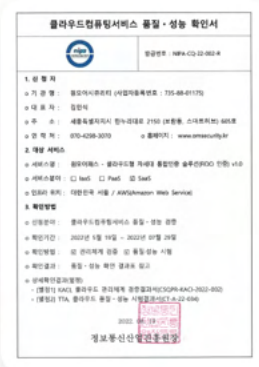 클라우드컴퓨팅서비스 품질·성능 확인서
nipa
발급번호 : NIPA-CQ-22-002-R
1. 신 청 자
o 기 관 명 : 원모어시큐리티 (사업자등록번호 : 735-88-01175)
o 대 표 자 : 김한식
o 주 소 : 세종특별자치시 한누리대로 2150 (보람동, 스마트허브) 605호
o 연 락 처 : 070-4298-3070 o 홈페이지 : www.omsecurity.kr
2. 대상 서비스
o 서비스명 : 원모어패스 - 클라우드형 차세대 통합인증 솔루션(FIDO 인증) v1.0
o 서비스분야 : ☐ IaaS ☐ PaaS ☑ SaaS
o 인프라 위치 : 대한민국 서울 / AWS(Amazon Web Service)
3. 확인방법
o 신청분야 : 클라우드컴퓨팅서비스 품질·성능 검증
o 확인기간 : 2022년 5월 19일 ~ 2022년 07월 29일
o 확인방법 : ☑ 관리체계 검증 ☑ 품질성능 시험
o 확인결과 : 품질·성능 확인 결과서 참고
o 상세확인결과(별첨)
- (별첨1) KACI, 클라우드 관리체계 검증결과서(CSQPR-KACI-2022-002)
- (별첨2) TTA, 클라우드 품질·성능 시험결과서(CT-A-22-034)
2022.
정보통신산업진흥원장